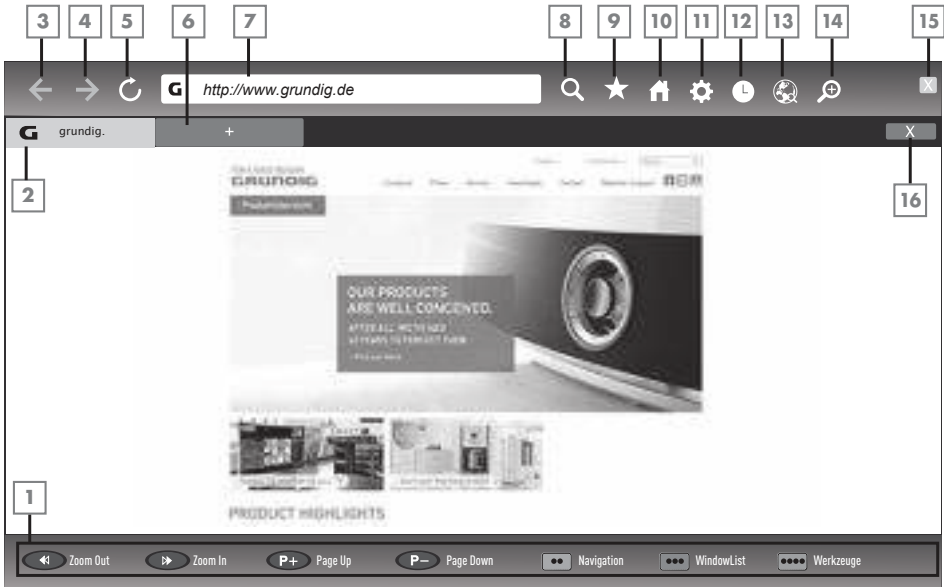 3 4 5 6 7 8 9 10 11 12 13 14 15
G http://www.grundig.de X
G grundig. + X
2 16
GRUNDIG
OUR PRODUCTS
ARE WELL CONCEIVED.
PRODUCT HIGHLIGHTS
1
Zoom Out Zoom In P+ Page Up P− Page Down Navigation WindowList Werkzeuge